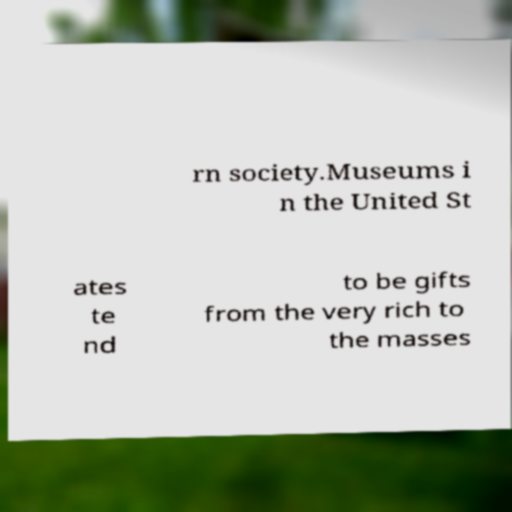 rn society.Museums i
n the United St
ates
te
nd
to be gifts
from the very rich to
the masses